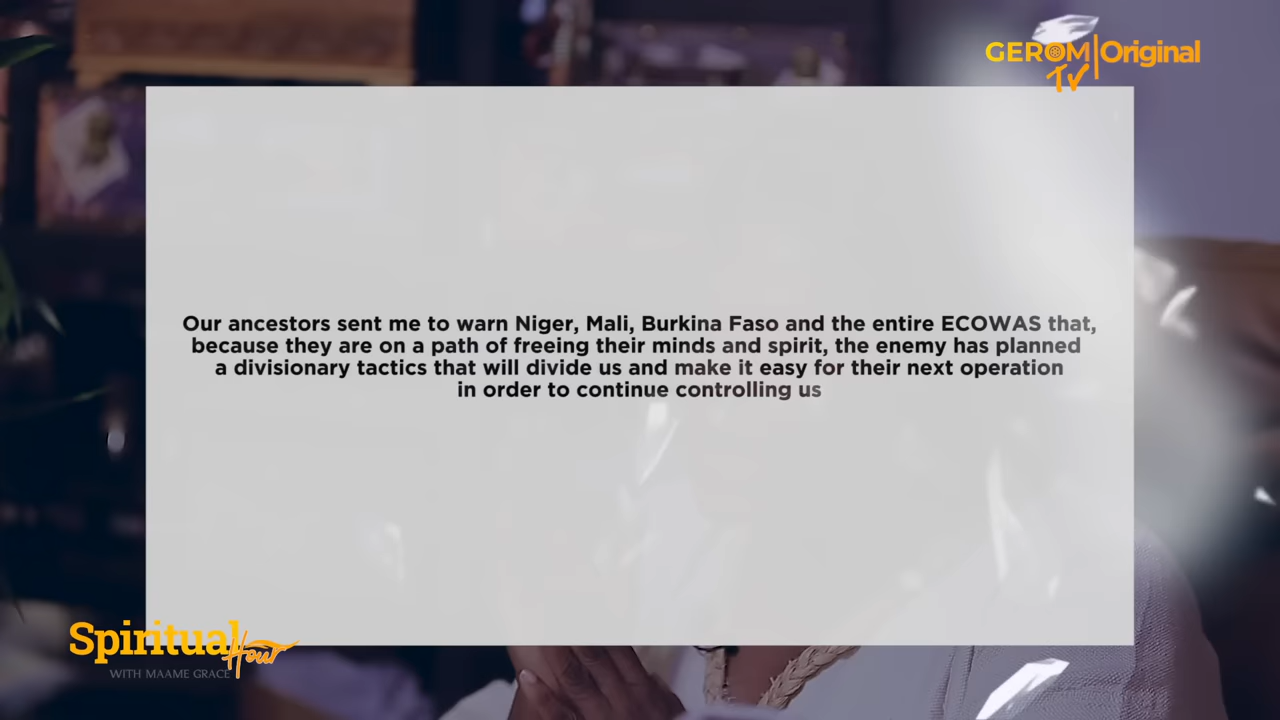 GEROM TV | Original
Our ancestors sent me to warn Niger, Mali, Burkina Faso and the entire ECOWAS that,
because they are on a path of freeing their minds and spirit, the enemy has planned
a divisionary tactics that will divide us and make it easy for their next operation
in order to continue controlling us
Spiritual
Hour
WITH MAAME GRACE